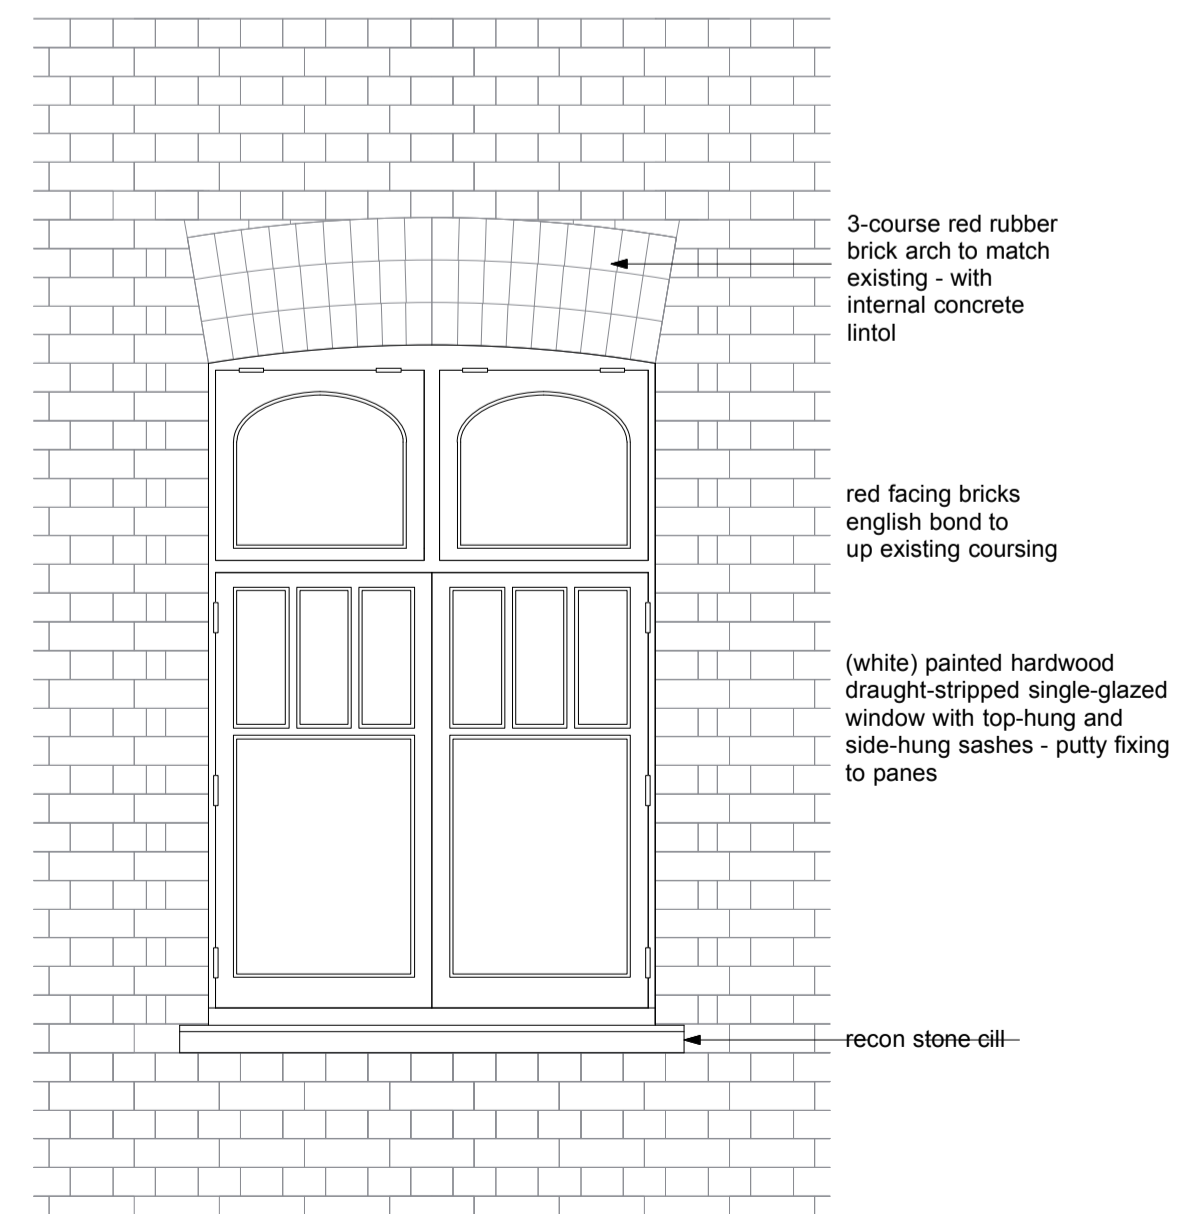 3-course red rubber
brick arch to match
existing - with
internal concrete
lintol
red facing bricks
english bond to
up existing coursing
(white) painted hardwood
draught-stripped single-glazed
window with top-hung and
side-hung sashes - putty fixing
to panes
recon stone cill